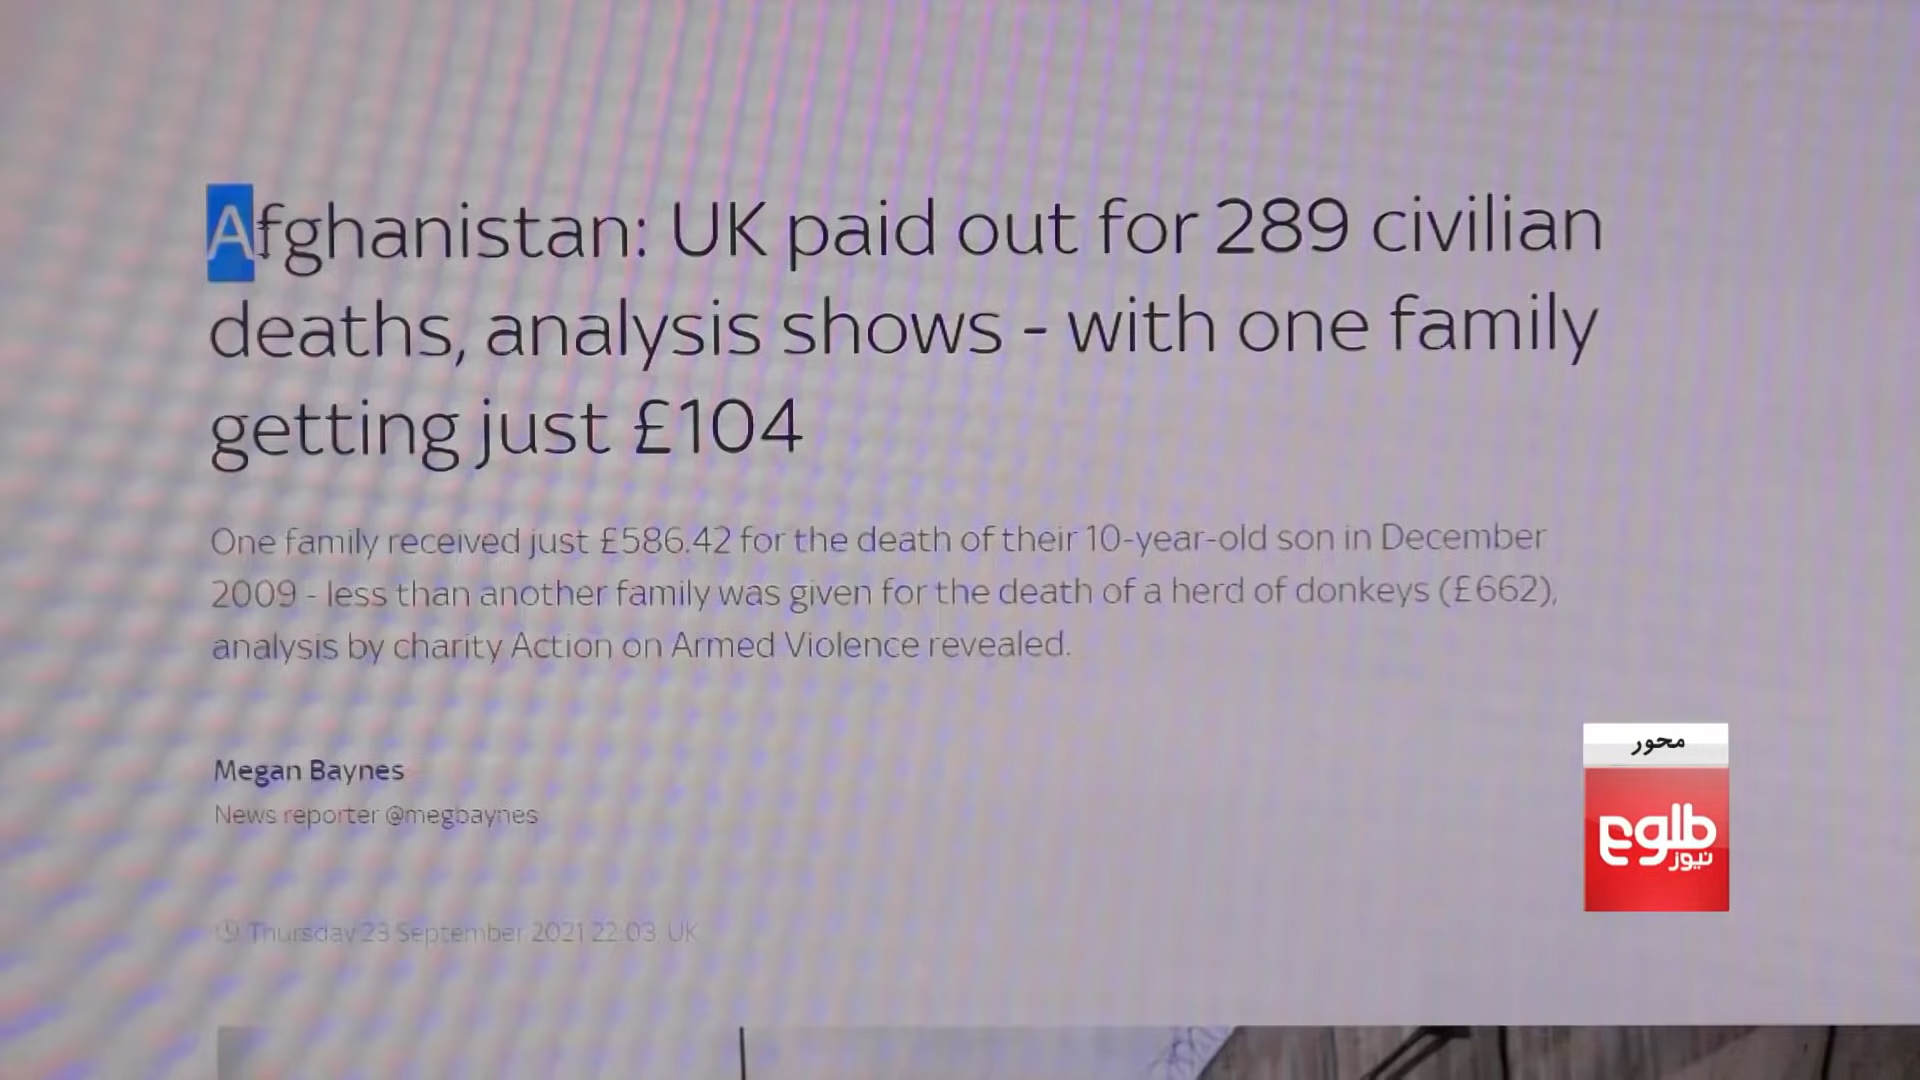 Afghanistan: UK paid out for 289 civilian
deaths, analysis shows - with one family
getting just £104
One family received just £586.42 for the death of their 10-year-old son in December
2009 - less than another family was given for the death of a herd of donkeys (£662),
analysis by charity Action on Armed Violence revealed.
Megan Baynes
News reporter @megbaynes
Thursday 23 September 2021 22:03, UK
محور
طلوع
نیوز